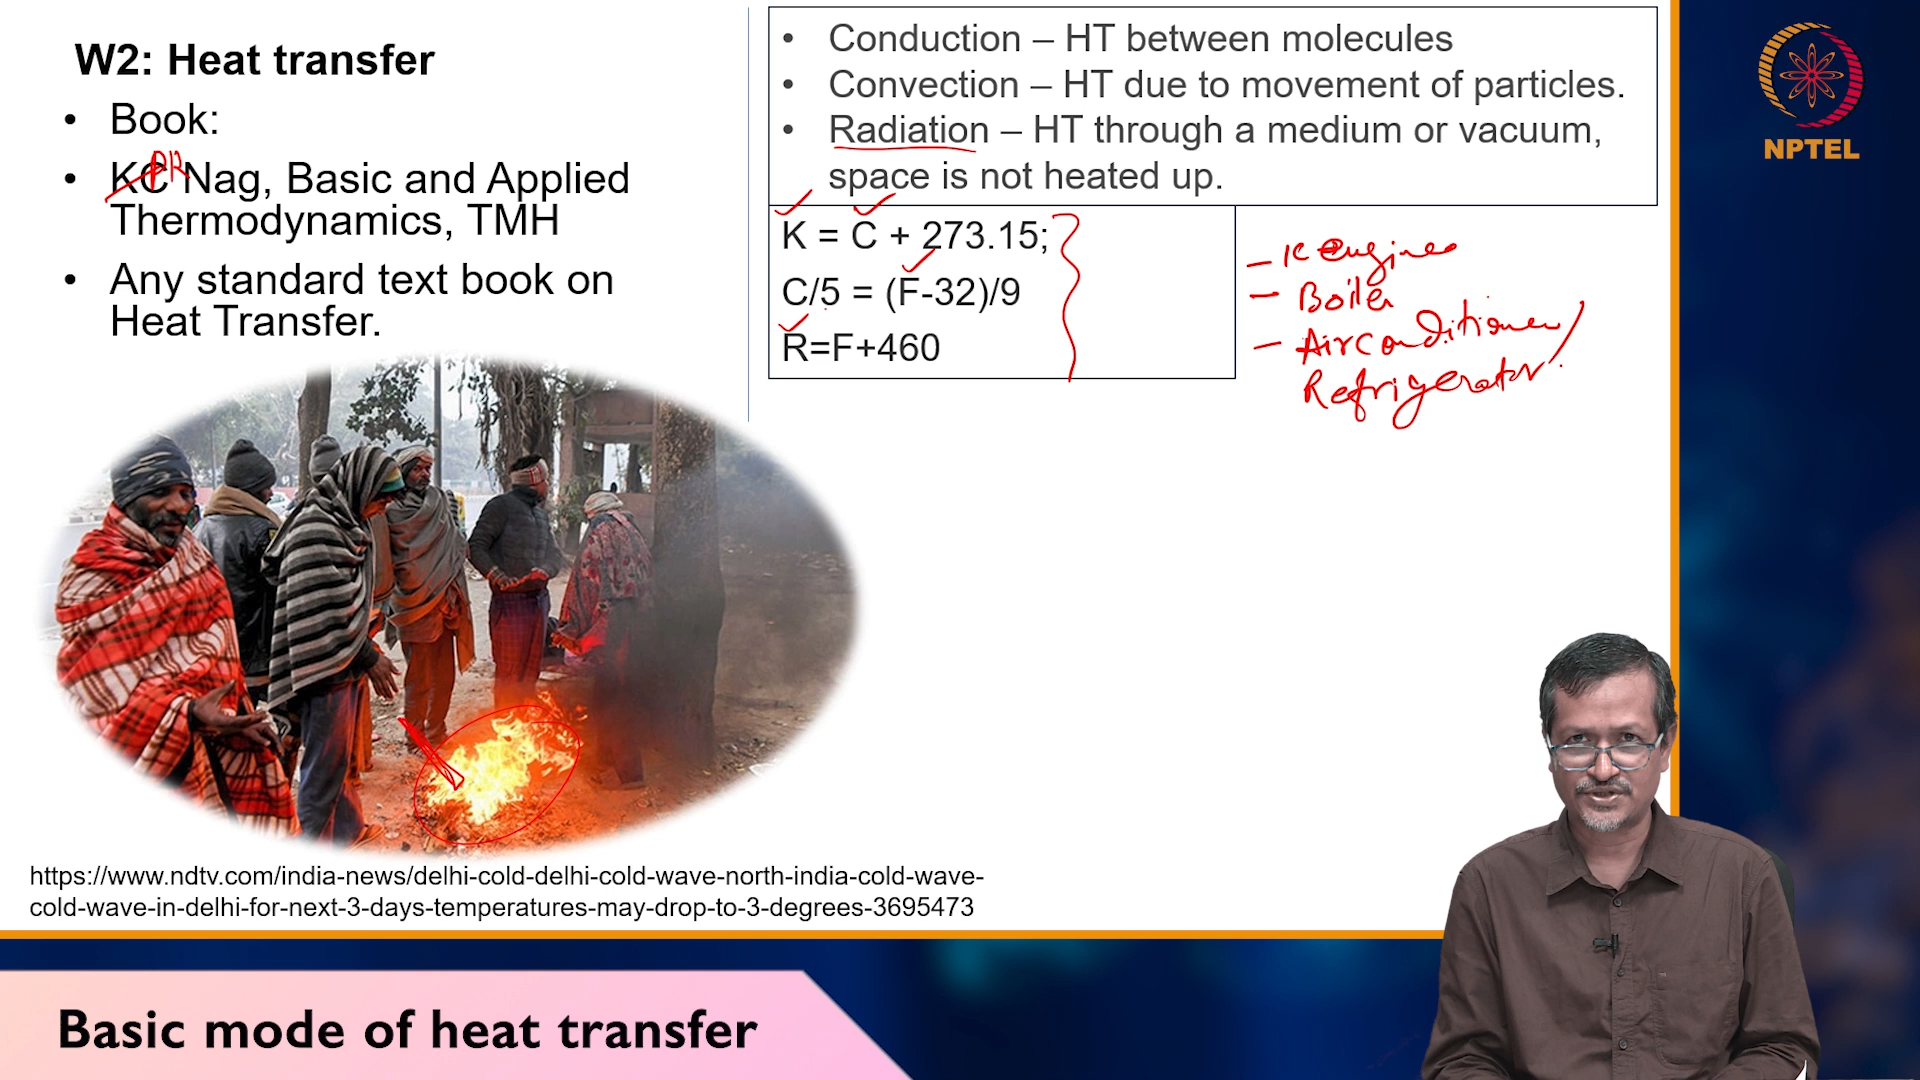 W2: Heat transfer
• Book:
• KC Nag, Basic and Applied
PK
Thermodynamics, TMH
• Any standard text book on
Heat Transfer.
• Conduction – HT between molecules
• Convection – HT due to movement of particles.
• Radiation – HT through a medium or vacuum,
space is not heated up.
K = C + 273.15;
C/5 = (F-32)/9
R=F+460
– IC engine
– Boiler
– Airconditioner/
Refrigerator.
https://www.ndtv.com/india-news/delhi-cold-delhi-cold-wave-north-india-cold-wave-
cold-wave-in-delhi-for-next-3-days-temperatures-may-drop-to-3-degrees-3695473
NPTEL
Basic mode of heat transfer